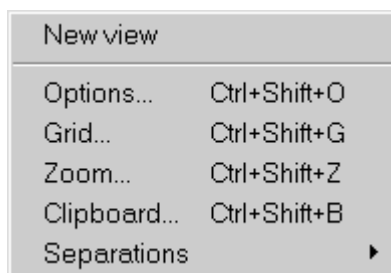 New view
Options... Ctrl+Shift+O
Grid... Ctrl+Shift+G
Zoom... Ctrl+Shift+Z
Clipboard... Ctrl+Shift+B
Separations